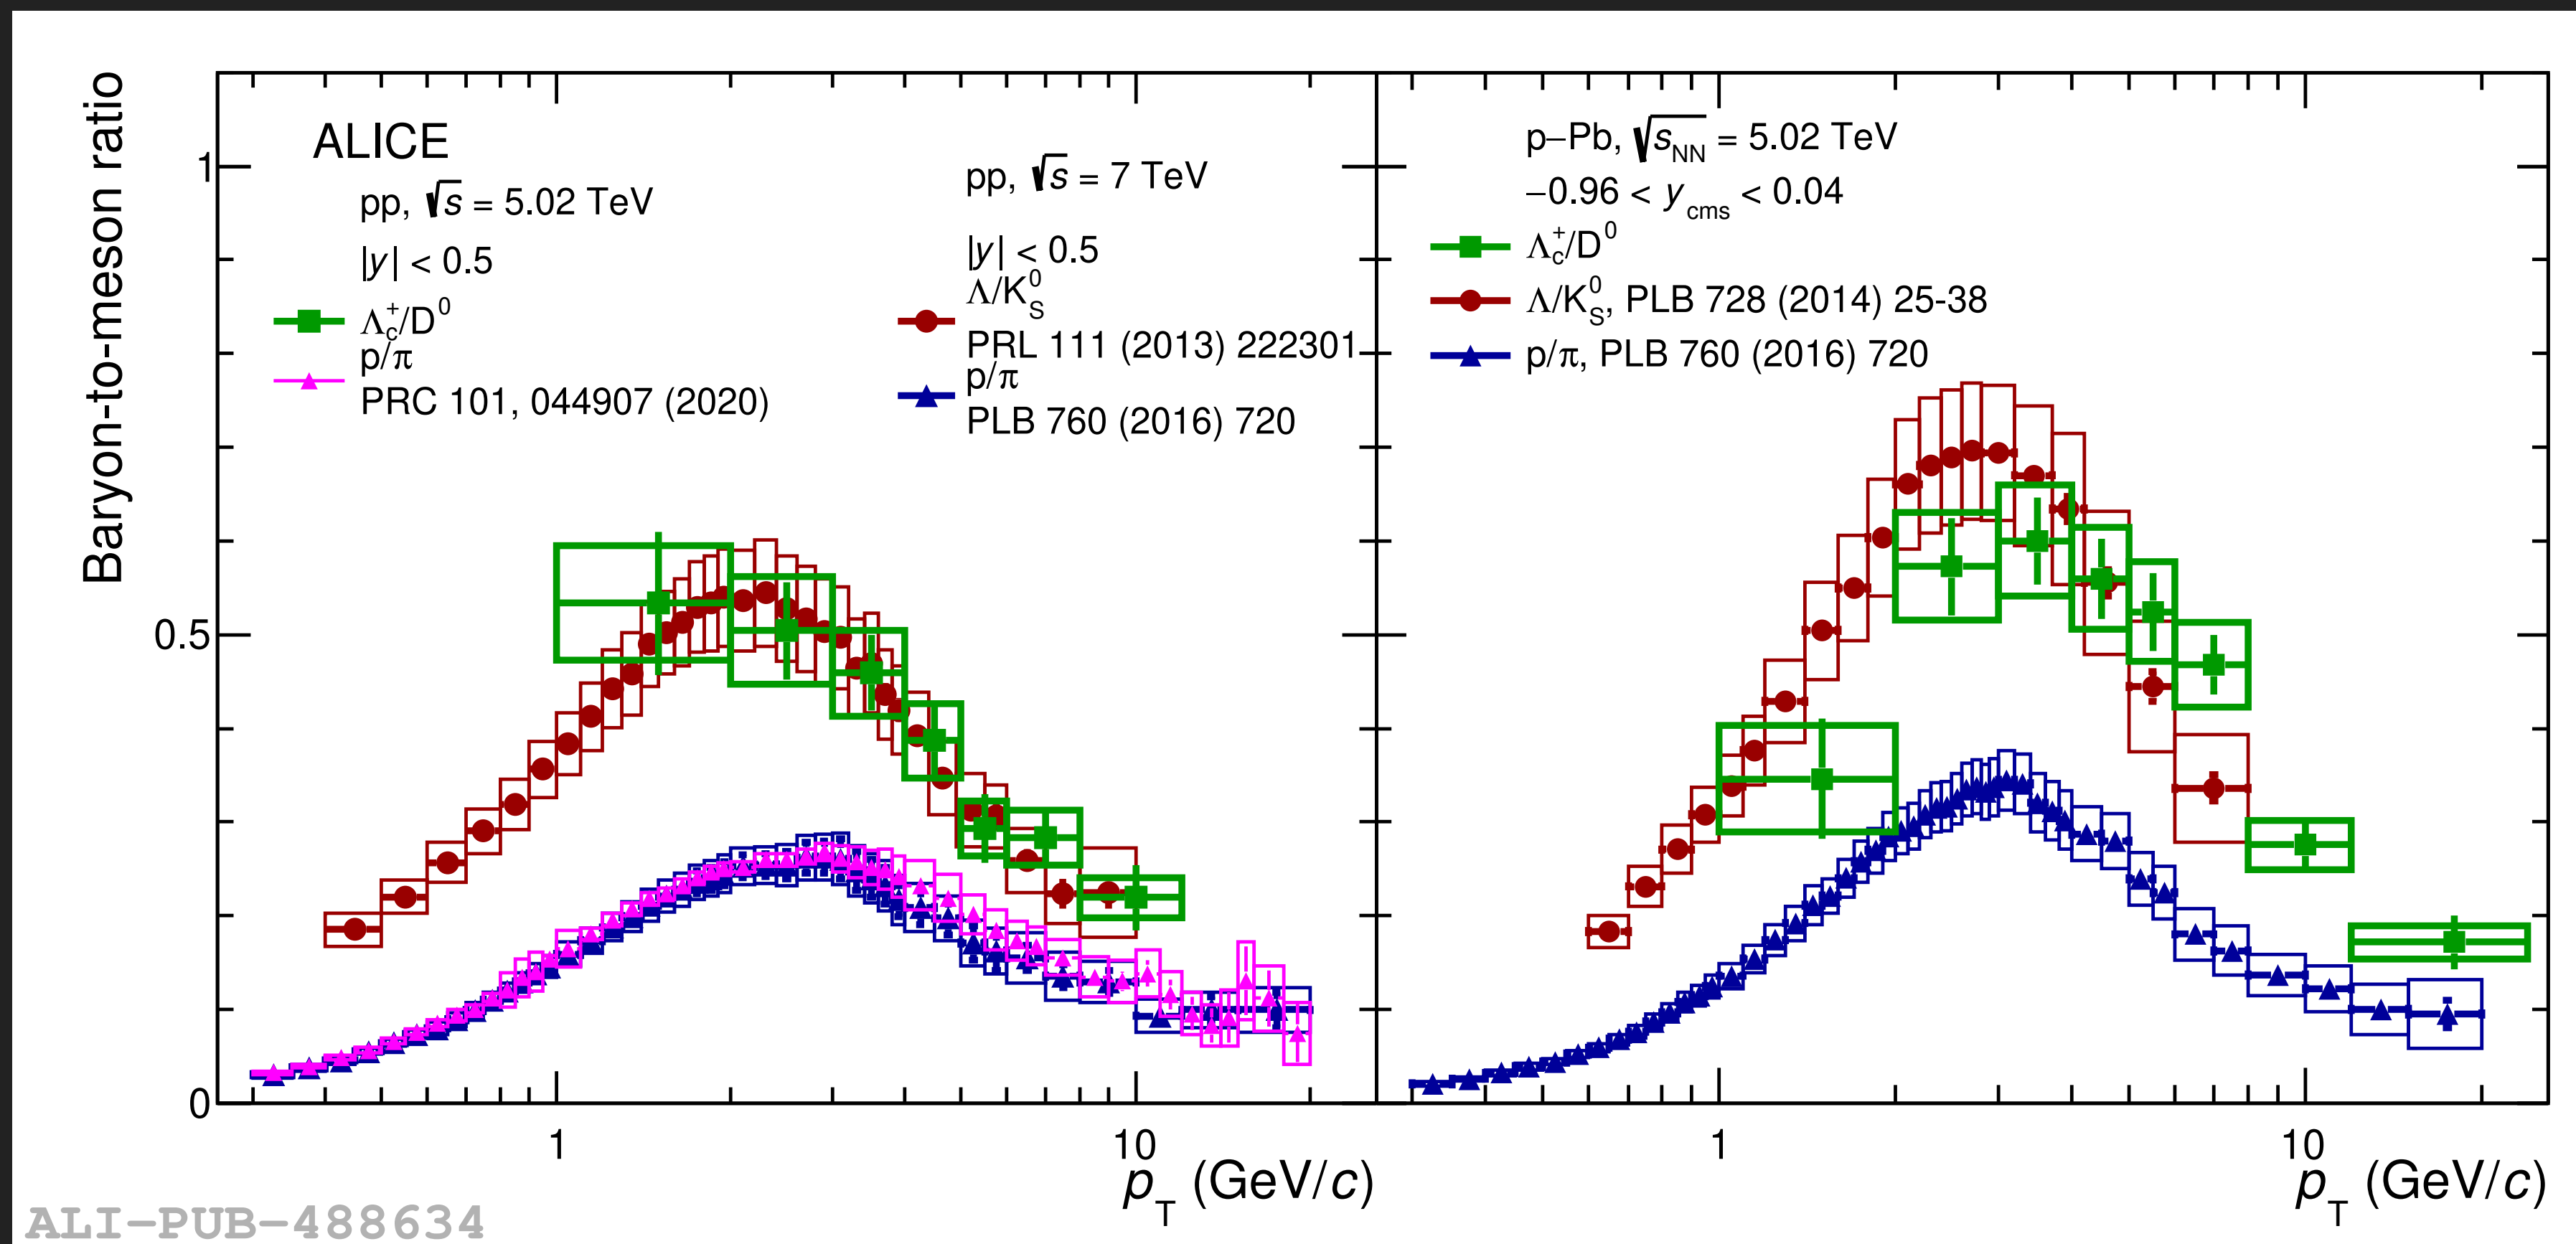 Baryon-to-meson ratio
1
0.5
0
ALICE
pp, √s = 5.02 TeV
|y| < 0.5
Λc+/D0
p/π
PRC 101, 044907 (2020)
pp, √s = 7 TeV
|y| < 0.5
Λ/K0S
PRL 111 (2013) 222301
p/π
PLB 760 (2016) 720
1
10
pT (GeV/c)
p−Pb, √sNN = 5.02 TeV
−0.96 < ycms < 0.04
Λc+/D0
Λ/K0S, PLB 728 (2014) 25-38
p/π, PLB 760 (2016) 720
1
10
pT (GeV/c)
ALI−PUB−488634